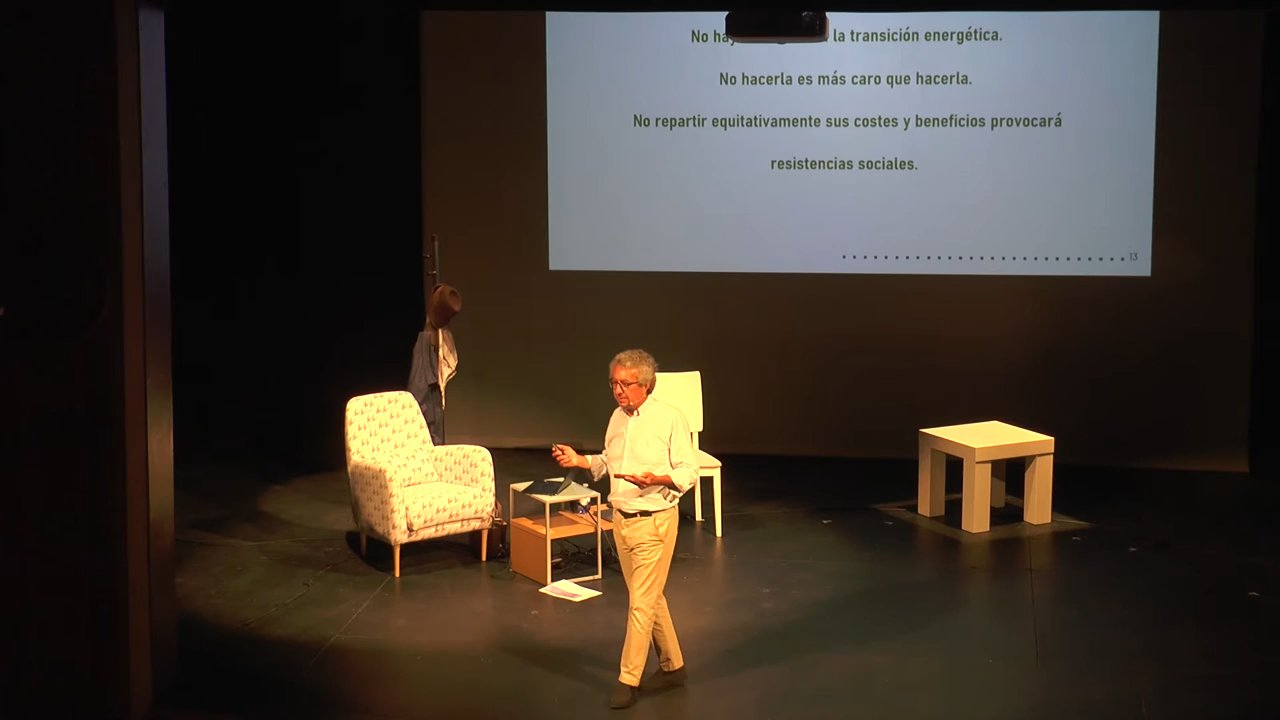 No la transición energética.
No hacerla es más caro que hacerla.
No repartir equitativamente sus costes y beneficios provocará
resistencias sociales.
13